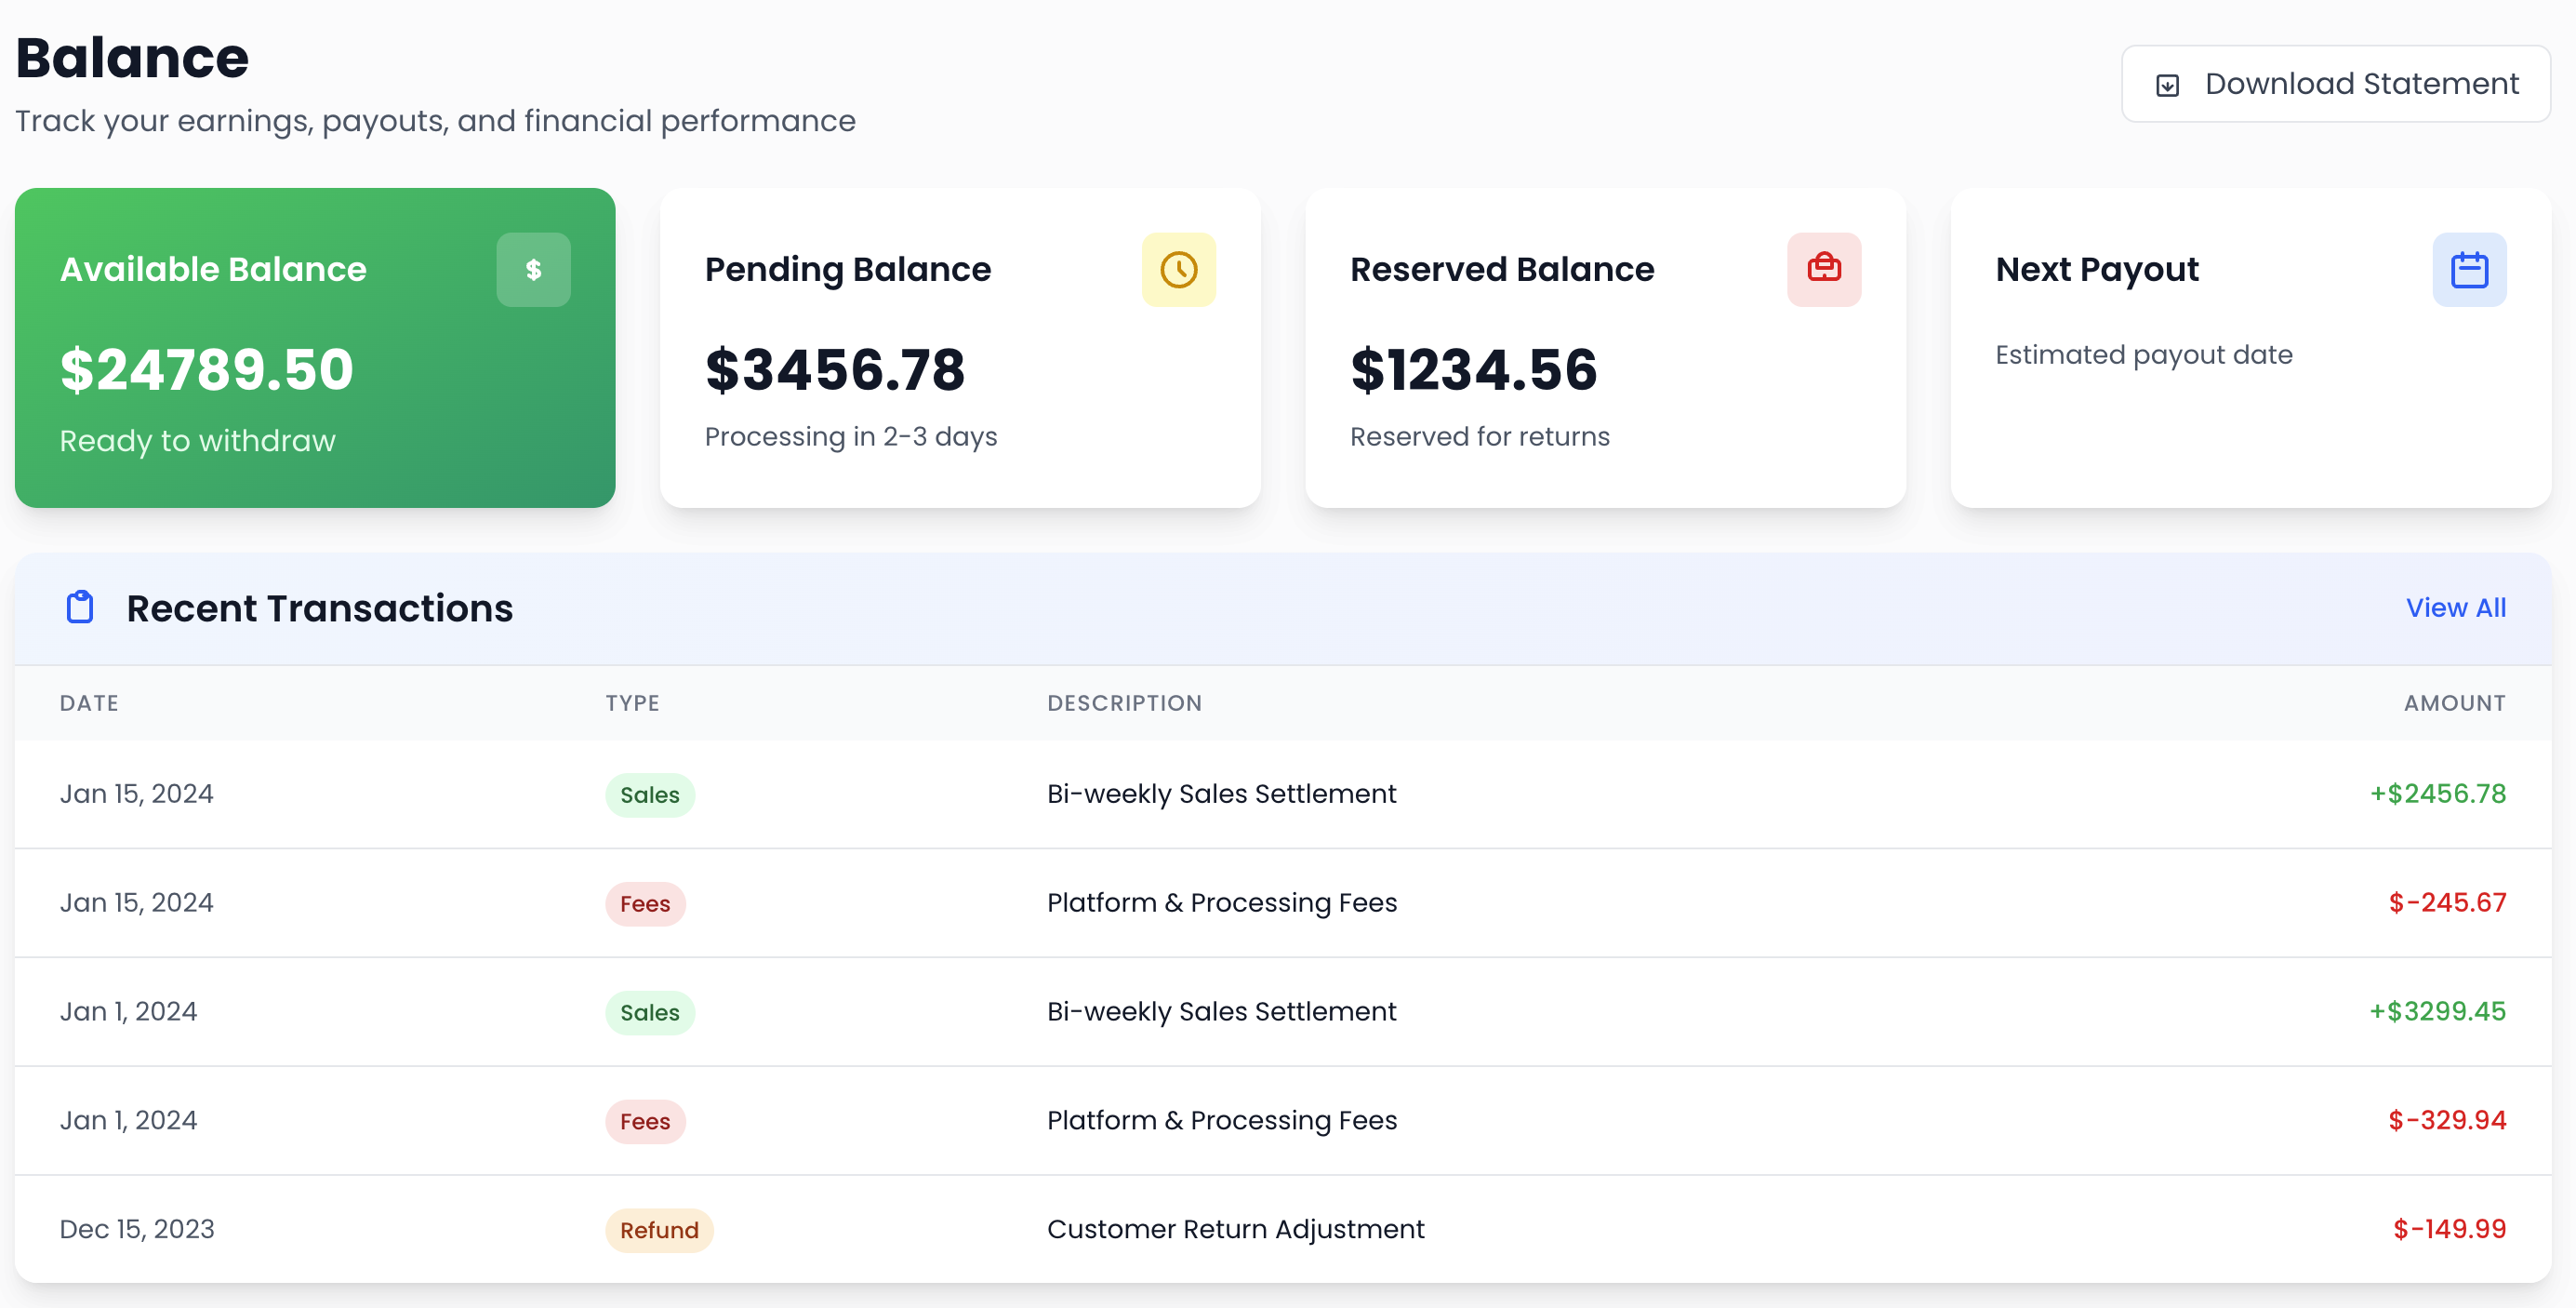 Balance
Track your earnings, payouts, and financial performance
Download Statement
Available Balance
$
$24789.50
Ready to withdraw
Pending Balance
$3456.78
Processing in 2-3 days
Reserved Balance
$1234.56
Reserved for returns
Next Payout
Estimated payout date
Recent Transactions
View All
DATE TYPE DESCRIPTION AMOUNT
Jan 15, 2024 Sales Bi-weekly Sales Settlement +$2456.78
Jan 15, 2024 Fees Platform & Processing Fees $-245.67
Jan 1, 2024 Sales Bi-weekly Sales Settlement +$3299.45
Jan 1, 2024 Fees Platform & Processing Fees $-329.94
Dec 15, 2023 Refund Customer Return Adjustment $-149.99